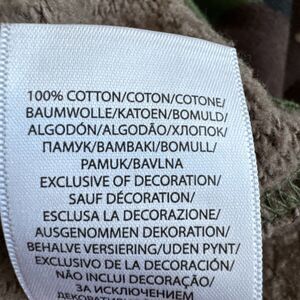 100% COTTON/COTON/COTONE/
BAUMWOLLE/KATOEN/BOMULD/
ALGODÓN/ALGODÃO/ХЛОПОК/
ПАМУК/BAMBAKI/BOMULL/
PAMUK/BAVLNA
EXCLUSIVE OF DECORATION/
SAUF DÉCORATION/
ESCLUSA LA DECORAZIONE/
AUSGENOMMEN DEKORATION/
BEHALVE VERSIERING/UDEN PYNT/
EXCLUSIVO DE LA DECORACIÓN/
NÃO INCLUI DECORAÇÃO/
ЗА ИСКЛЮЧЕНИЕМ